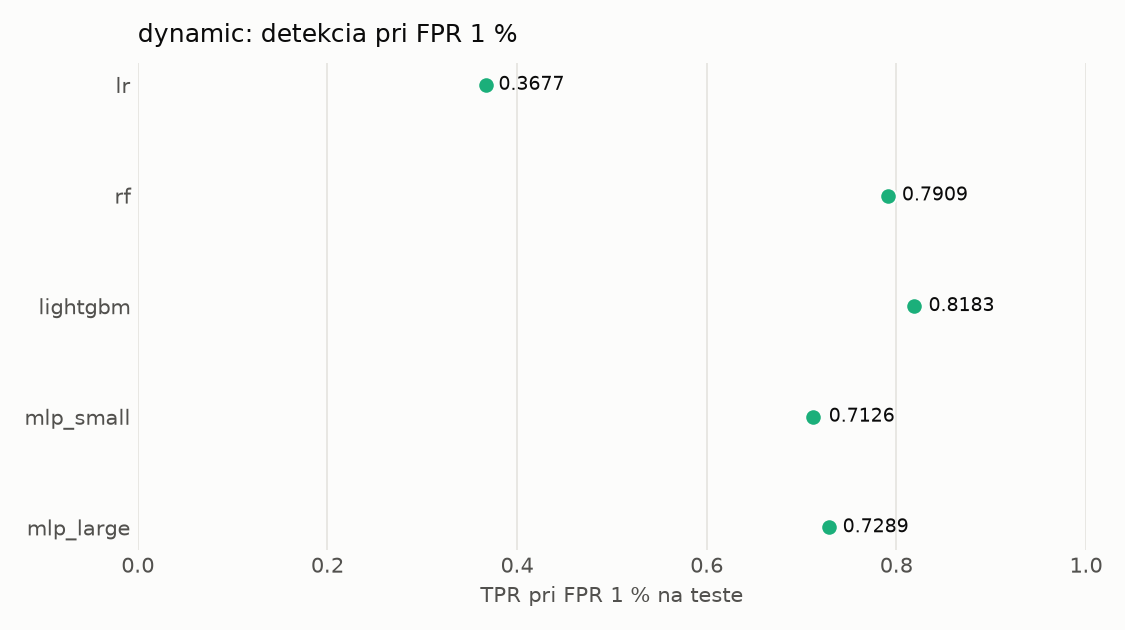 dynamic: detekcia pri FPR 1 %
lr
0.3677
rf
0.7909
lightgbm
0.8183
mlp_small
0.7126
mlp_large
0.7289
0.0 0.2 0.4 0.6 0.8 1.0
TPR pri FPR 1 % na teste